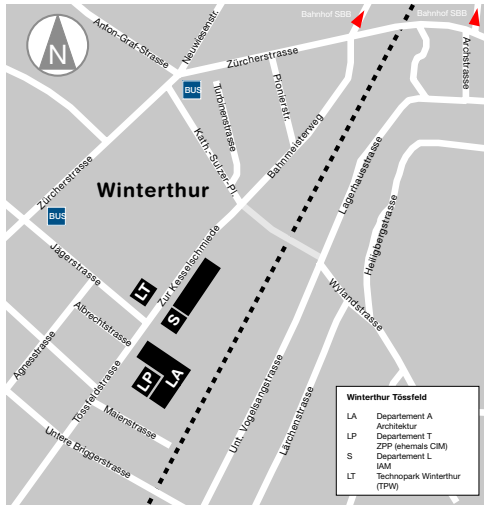 Bahnhof SBB
Bahnhof SBB
N
Anton-Graf-Strasse
Neuwiesenstr.
Zürcherstrasse
Archstrasse
BUS
Turbinenstrasse
Pionierstr.
Kath.-Sulzer-Pl.
Bahnmeisterweg
Lagerhausstrasse
Zürcherstrasse
Winterthur
BUS
Heiligbergstrasse
Jägerstrasse
Zur Kesselschmiede
LT
S
Wylandstrasse
Albrechtstrasse
Agnesstrasse
LP
LA
Tössfeldstrasse
Maierstrasse
Unt. Vogelsangstrasse
Lärchenstrasse
Untere Briggerstrasse
Winterthur Tössfeld
LA Departement A
Architektur
LP Departement T
ZPP (ehemals CIM)
S Departement L
IAM
LT Technopark Winterthur
(TPW)